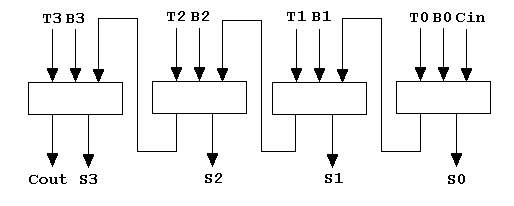 T3 B3 T2 B2 T1 B1 T0 B0 Cin
Cout S3 S2 S1 S0